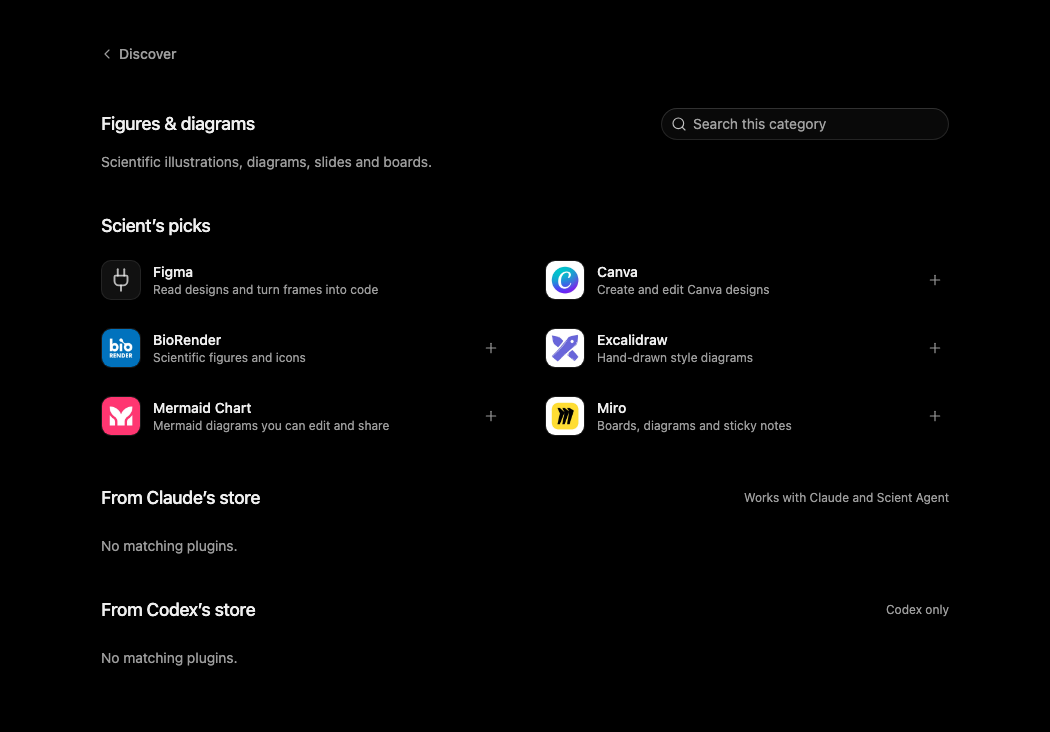 Discover
Figures & diagrams
Search this category
Scientific illustrations, diagrams, slides and boards.
Scient's picks
Figma
Read designs and turn frames into code
Canva
Create and edit Canva designs
bio
RENDER
BioRender
Scientific figures and icons
Excalidraw
Hand-drawn style diagrams
Mermaid Chart
Mermaid diagrams you can edit and share
Miro
Boards, diagrams and sticky notes
From Claude's store
Works with Claude and Scient Agent
No matching plugins.
From Codex's store
Codex only
No matching plugins.